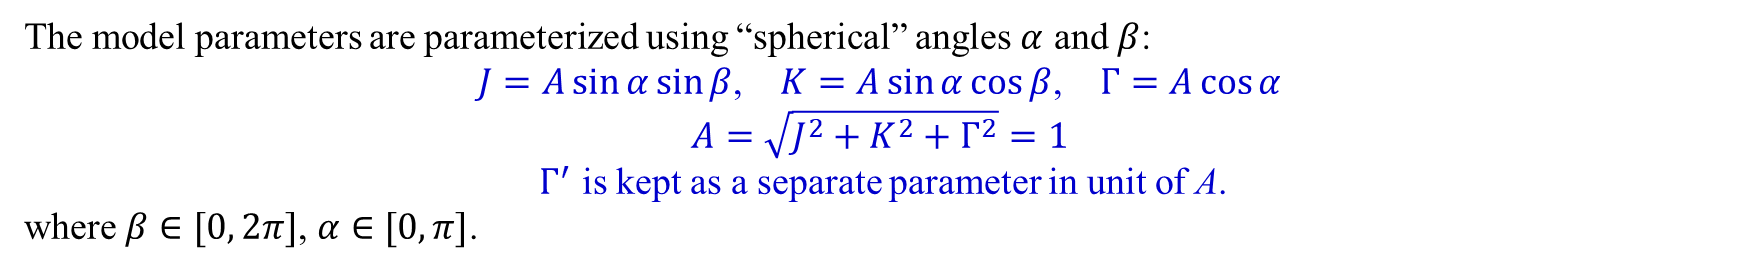 The model parameters are parameterized using “spherical” angles α and β:
J = A sin α sin β,   K = A sin α cos β,   Γ = A cos α
A = √(J² + K² + Γ²) = 1
Γ′ is kept as a separate parameter in unit of A.
where β ∈ [0, 2π], α ∈ [0, π].